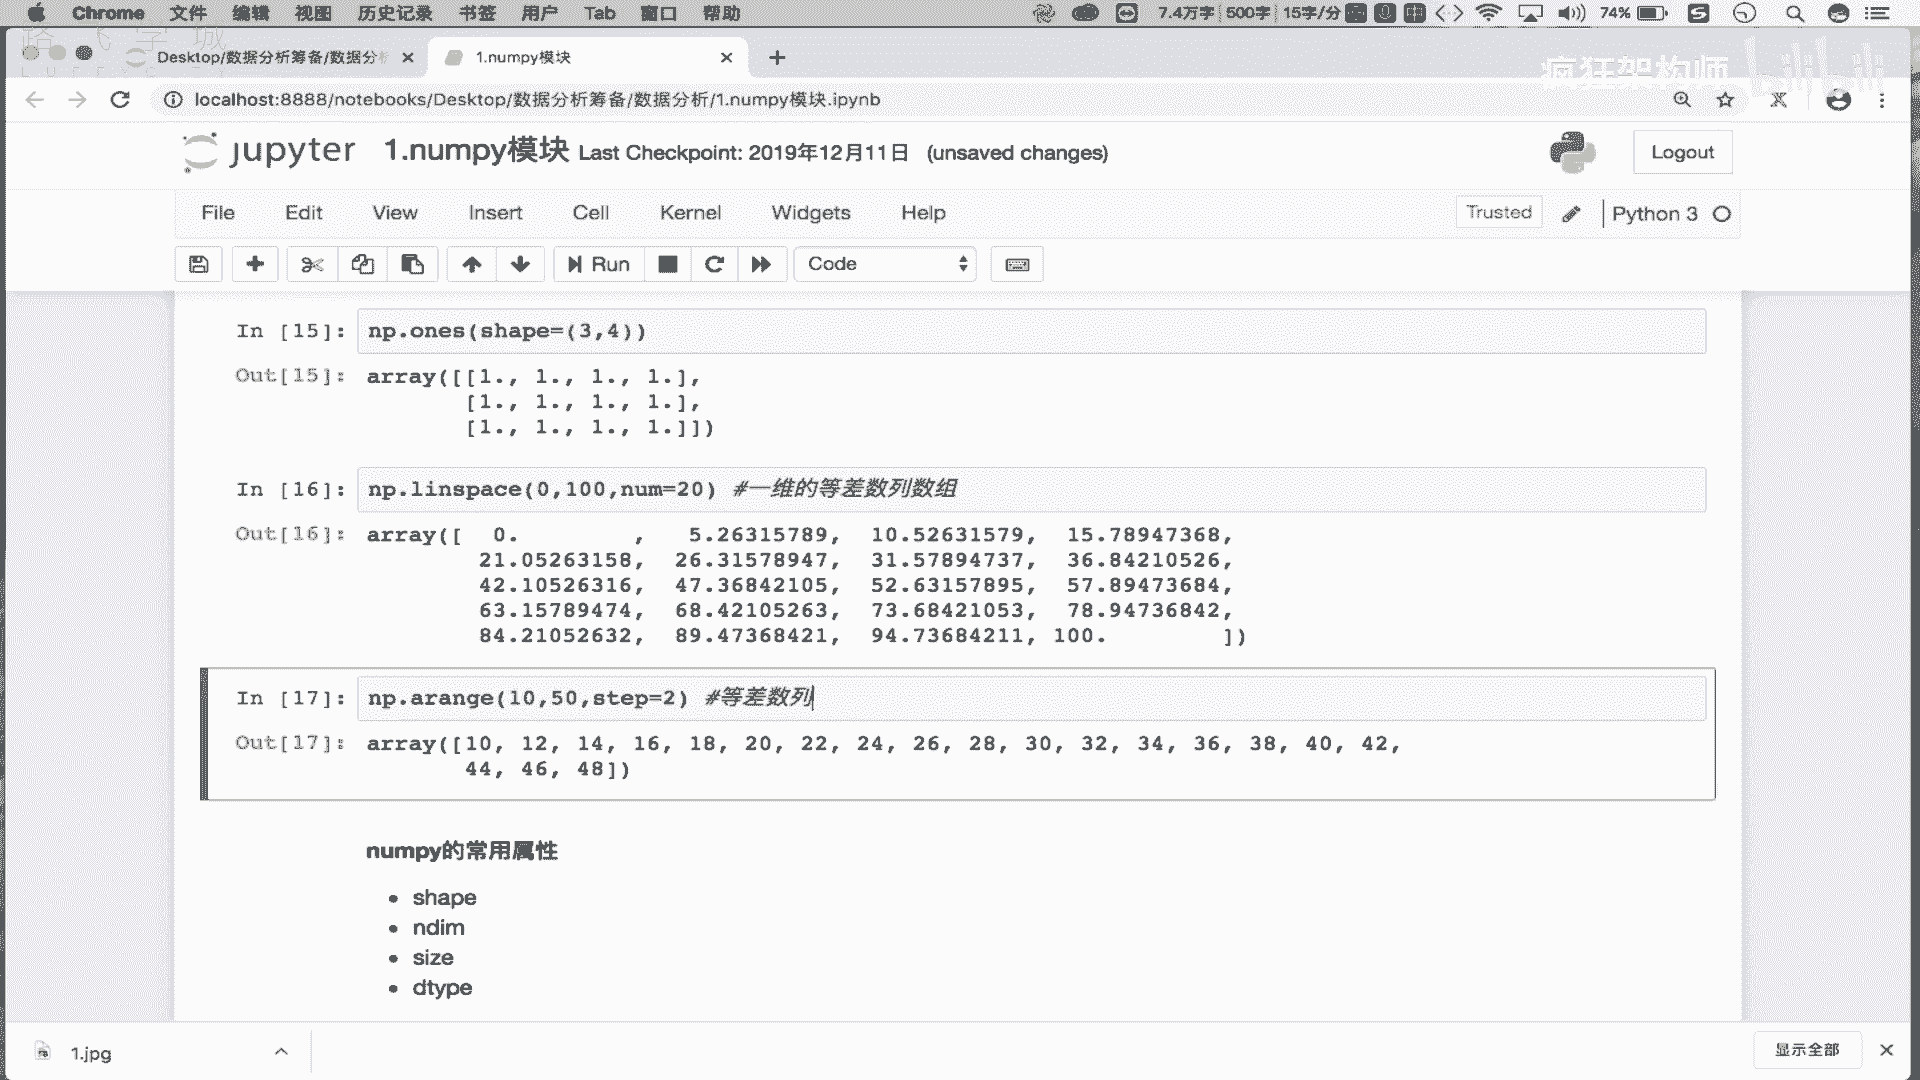 Chrome 文件 编辑 视图 历史记录 书签 用户 Tab 窗口 帮助 7.4万字 500字 15字/分 74%
Desktop/数据分析筹备/数据分析 1.numpy模块
疯狂架构师 bilibili
localhost:8888/notebooks/Desktop/数据分析筹备/数据分析/1.numpy模块.ipynb
jupyter 1.numpy模块 Last Checkpoint: 2019年12月11日 (unsaved changes) Logout
File Edit View Insert Cell Kernel Widgets Help Trusted Python 3
Run Code
In [15]: np.ones(shape=(3,4))
Out[15]: array([[1., 1., 1., 1.],
[1., 1., 1., 1.],
[1., 1., 1., 1.]])
In [16]: np.linspace(0,100,num=20) #一维的等差数列数组
Out[16]: array([ 0. , 5.26315789, 10.52631579, 15.78947368,
21.05263158, 26.31578947, 31.57894737, 36.84210526,
42.10526316, 47.36842105, 52.63157895, 57.89473684,
63.15789474, 68.42105263, 73.68421053, 78.94736842,
84.21052632, 89.47368421, 94.73684211, 100. ])
In [17]: np.arange(10,50,step=2) #等差数列
Out[17]: array([10, 12, 14, 16, 18, 20, 22, 24, 26, 28, 30, 32, 34, 36, 38, 40, 42,
44, 46, 48])
numpy的常用属性
shape
ndim
size
dtype
1.jpg 显示全部